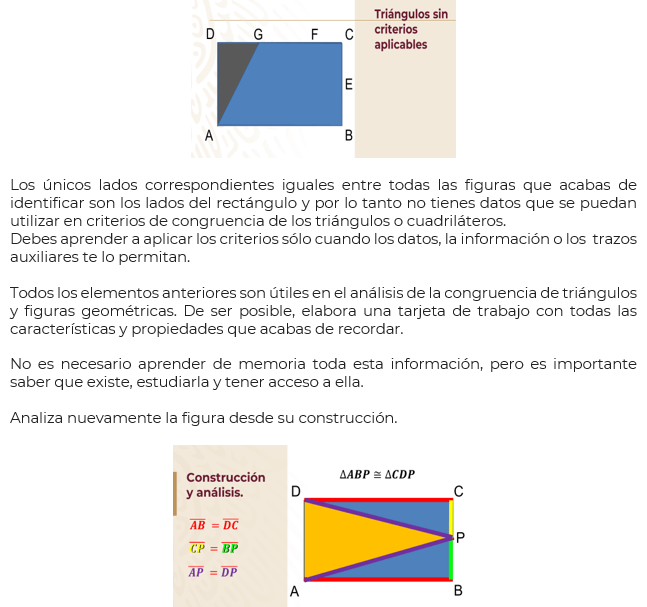 Triángulos sin
criterios
aplicables
D G F C
E
A B
Los únicos lados correspondientes iguales entre todas las figuras que acabas de
identificar son los lados del rectángulo y por lo tanto no tienes datos que se puedan
utilizar en criterios de congruencia de los triángulos o cuadriláteros.
Debes aprender a aplicar los criterios sólo cuando los datos, la información o los trazos
auxiliares te lo permitan.
Todos los elementos anteriores son útiles en el análisis de la congruencia de triángulos
y figuras geométricas. De ser posible, elabora una tarjeta de trabajo con todas las
características y propiedades que acabas de recordar.
No es necesario aprender de memoria toda esta información, pero es importante
saber que existe, estudiarla y tener acceso a ella.
Analiza nuevamente la figura desde su construcción.
Construcción
y análisis.
A̅B̅ = D̅C̅
C̅P̅ = B̅P̅
A̅P̅ = D̅P̅
ΔABP ≅ ΔCDP
D C
P
A B